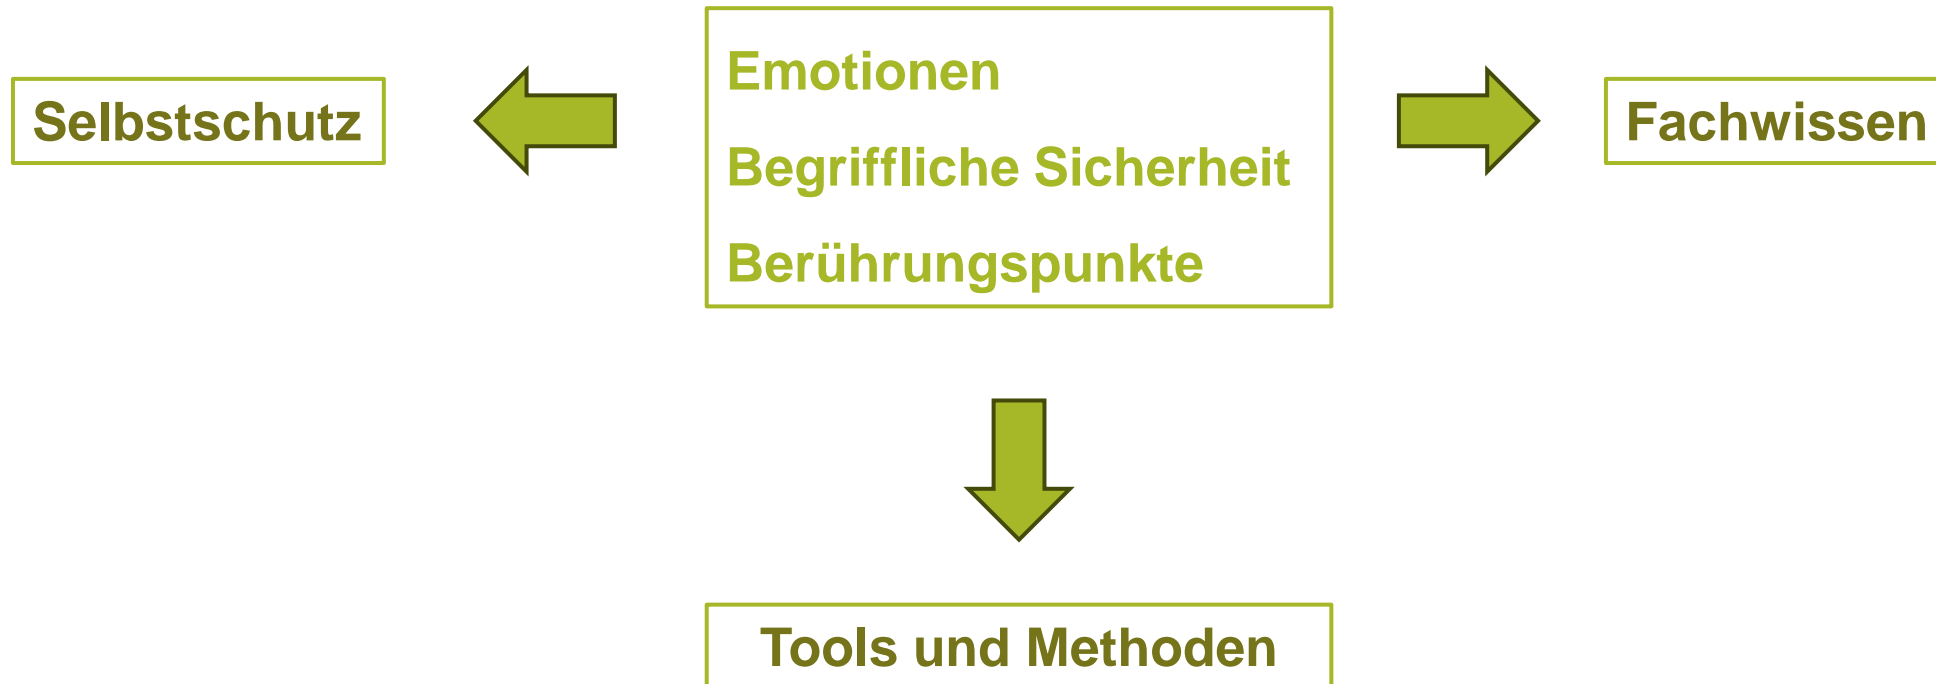 Emotionen
Selbstschutz
Fachwissen
Begriffliche Sicherheit
Berührungspunkte
Tools und Methoden